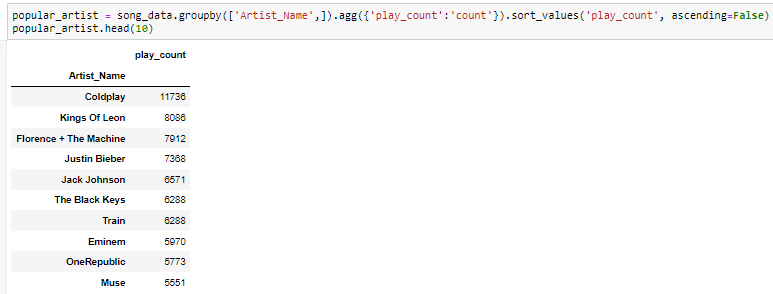 popular_artist = song_data.groupby(['Artist_Name',]).agg({'play_count':'count'}).sort_values('play_count', ascending=False)
popular_artist.head(10)
play_count
Artist_Name
Coldplay 11736
Kings Of Leon 8086
Florence + The Machine 7912
Justin Bieber 7368
Jack Johnson 6571
The Black Keys 6288
Train 6288
Eminem 5970
OneRepublic 5773
Muse 5551